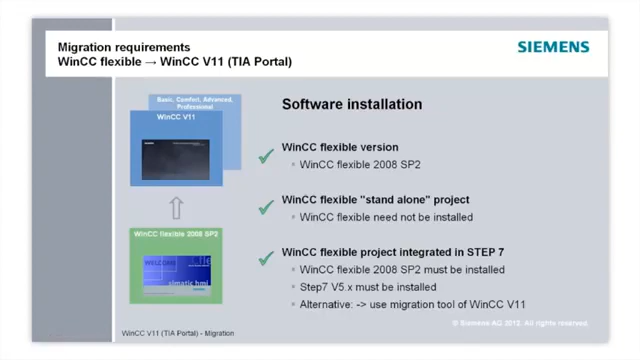 Migration requirements
WinCC flexible → WinCC V11 (TIA Portal)
SIEMENS
Basic, Comfort, Advanced,
Professional
WinCC V11
WinCC flexible 2008 SP2
WELCOME
simatic hmi
Software installation
WinCC flexible version
WinCC flexible 2008 SP2
WinCC flexible "stand alone" project
WinCC flexible need not be installed
WinCC flexible project integrated in STEP 7
WinCC flexible 2008 SP2 must be installed
Step7 V5.x must be installed
Alternative: -> use migration tool of WinCC V11
WinCC V11 (TIA Portal) - Migration
© Siemens AG 2012. All rights reserved.